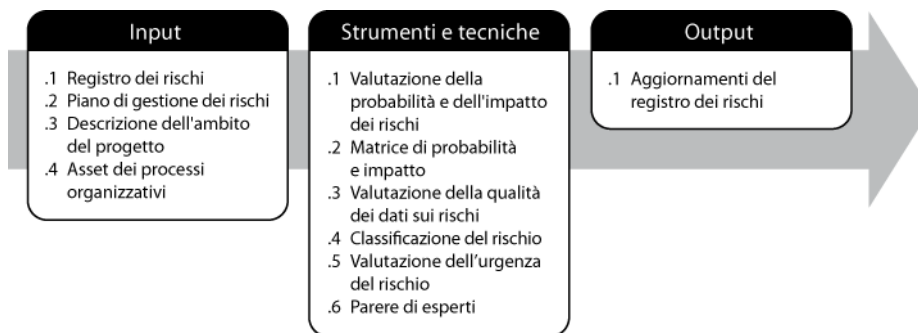 Input
.1 Registro dei rischi
.2 Piano di gestione dei rischi
.3 Descrizione dell'ambito
del progetto
.4 Asset dei processi
organizzativi
Strumenti e tecniche
.1 Valutazione della
probabilità e dell'impatto
dei rischi
.2 Matrice di probabilità
e impatto
.3 Valutazione della qualità
dei dati sui rischi
.4 Classificazione del rischio
.5 Valutazione dell’urgenza
del rischio
.6 Parere di esperti
Output
.1 Aggiornamenti del
registro dei rischi